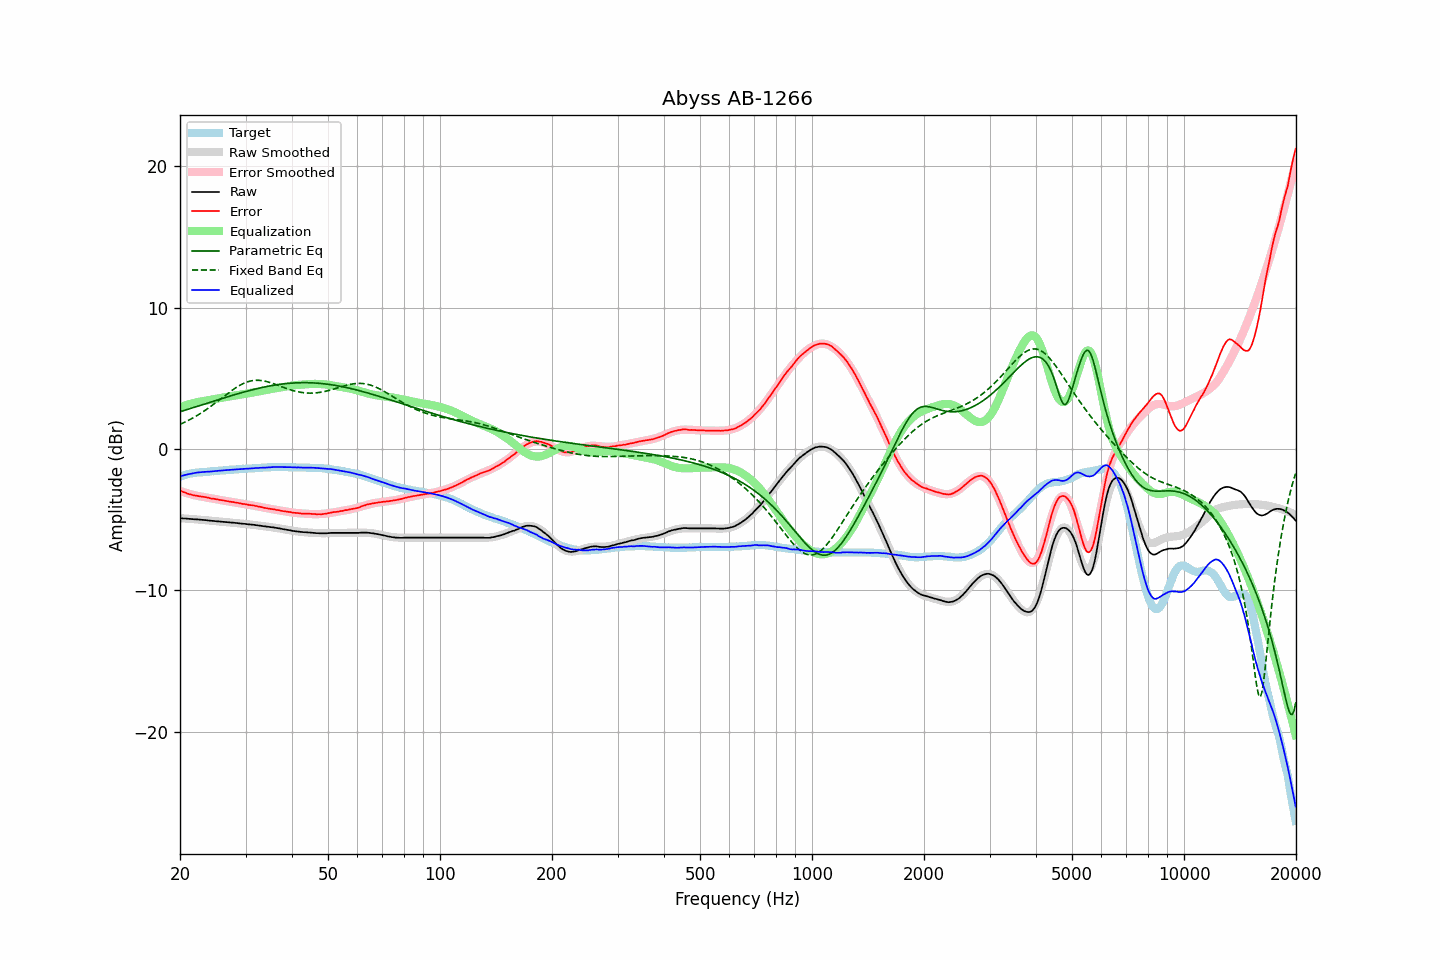 Abyss AB-1266
Target
Raw Smoothed
Error Smoothed
Raw
Error
Equalization
Parametric Eq
Fixed Band Eq
Equalized
20
10
0
−10
−20
Amplitude (dBr)
20 50 100 200 500 1000 2000 5000 10000 20000
Frequency (Hz)